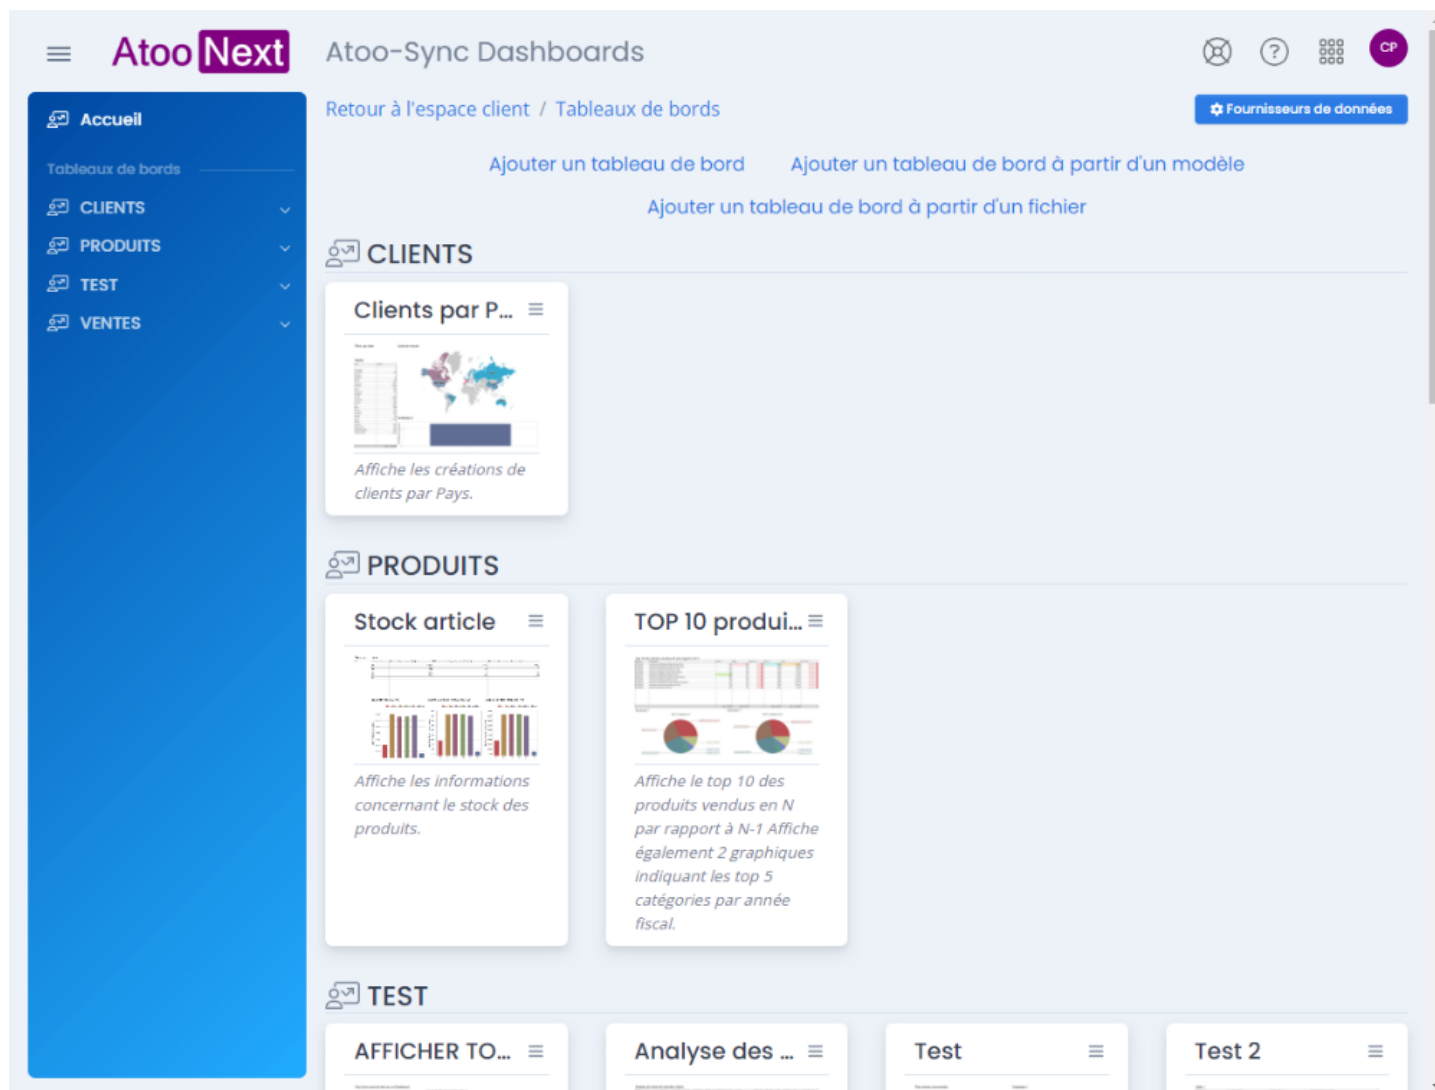 Atoo Next
Atoo-Sync Dashboards
CP
Accueil
Retour à l'espace client / Tableaux de bords
Fournisseurs de données
Tableaux de bords
CLIENTS
PRODUITS
TEST
VENTES
Ajouter un tableau de bord
Ajouter un tableau de bord à partir d'un modèle
Ajouter un tableau de bord à partir d'un fichier
CLIENTS
Clients par P...
Affiche les créations de
clients par Pays.
PRODUITS
Stock article
Affiche les informations
concernant le stock des
produits.
TOP 10 produi...
Affiche le top 10 des
produits vendus en N
par rapport à N-1 Affiche
également 2 graphiques
indiquant les top 5
catégories par année
fiscal.
TEST
AFFICHER TO...
Analyse des ...
Test
Test 2